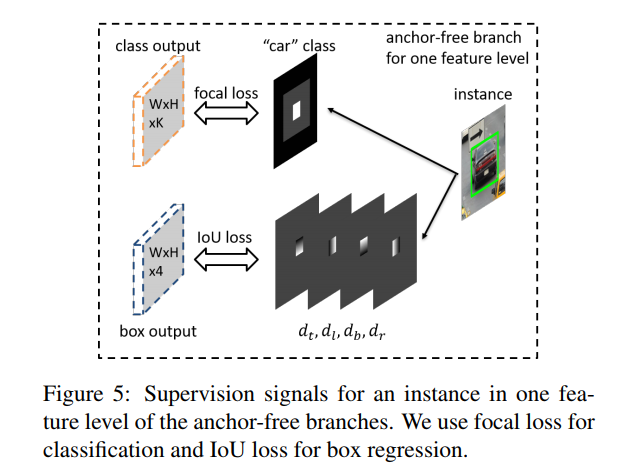 class output
"car" class
anchor-free branch
for one feature level
instance
WxH
xK
focal loss
IoU loss
WxH
x4
box output
d_t, d_l, d_b, d_r
Figure 5: Supervision signals for an instance in one fea-
ture level of the anchor-free branches. We use focal loss for
classification and IoU loss for box regression.